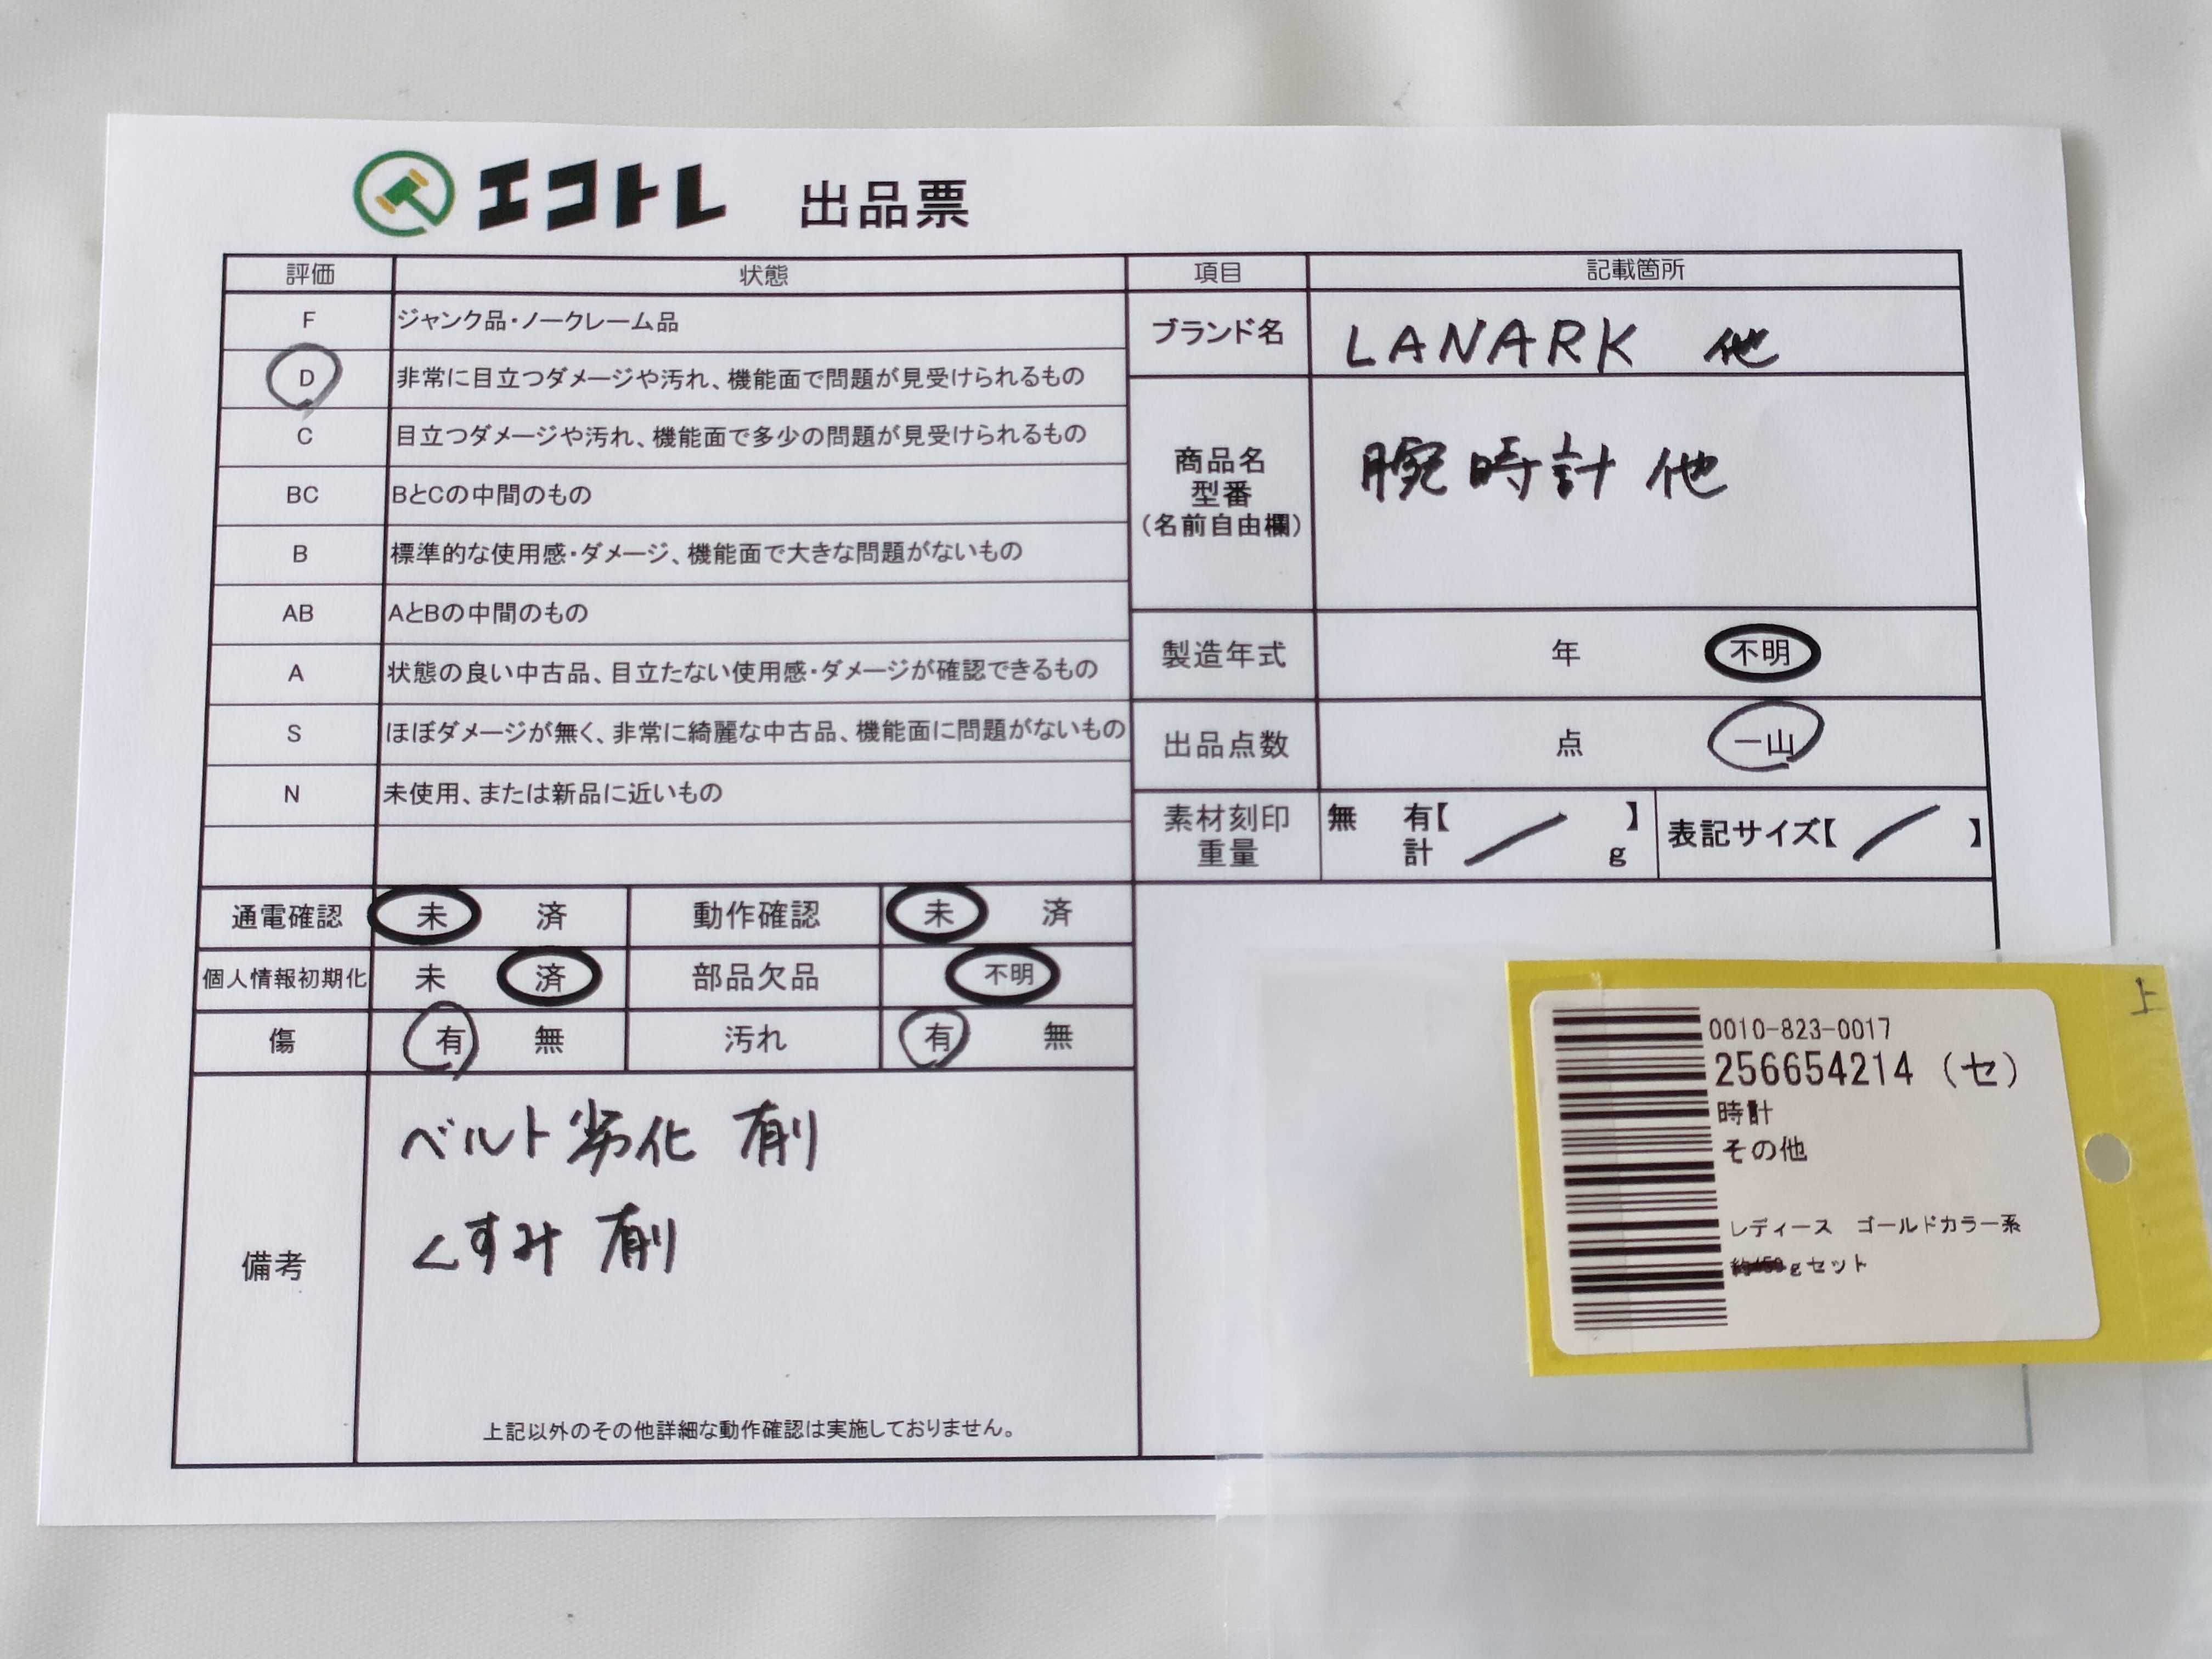 エコトレ 出品票
評価 状態
F ジャンク品・ノークレーム品
D 非常に目立つダメージや汚れ、機能面で問題が見受けられるもの
C 目立つダメージや汚れ、機能面で多少の問題が見受けられるもの
BC BとCの中間のもの
B 標準的な使用感・ダメージ、機能面で大きな問題がないもの
AB AとBの中間のもの
A 状態の良い中古品、目立たない使用感・ダメージが確認できるもの
S ほぼダメージが無く、非常に綺麗な中古品、機能面に問題がないもの
N 未使用、または新品に近いもの
項目 記載箇所
ブランド名 LANARK 他
商品名
型番
（名前自由欄）
腕時計 他
製造年式 年 不明
出品点数 点 一山
素材刻印
重量
無 有【 】
計 g
表記サイズ【 】
通電確認 未 済 動作確認 未 済
個人情報初期化 未 済 部品欠品 不明
傷 有 無 汚れ 有 無
備考
ベルト劣化 有り
くすみ 有り
上記以外のその他詳細な動作確認は実施しておりません。
上
0010-823-0017
256654214（セ）
時計
その他
レディース ゴールドカラー系
gセット